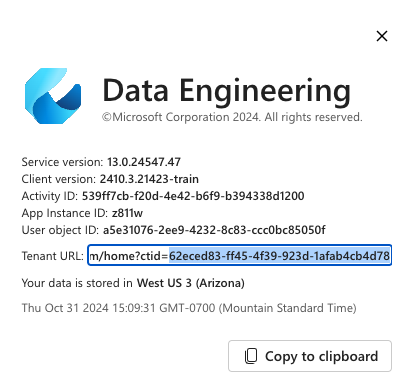 Data Engineering
©Microsoft Corporation 2024. All rights reserved.
Service version: 13.0.24547.47
Client version: 2410.3.21423-train
Activity ID: 539ff7cb-f20d-4e42-b6f9-b394338d1200
App Instance ID: z811w
User object ID: a5e31076-2ee9-4232-8c83-ccc0bc85050f
Tenant URL: m/home?ctid=62eced83-ff45-4f39-923d-1afab4cb4d78
Your data is stored in West US 3 (Arizona)
Thu Oct 31 2024 15:09:31 GMT-0700 (Mountain Standard Time)
Copy to clipboard